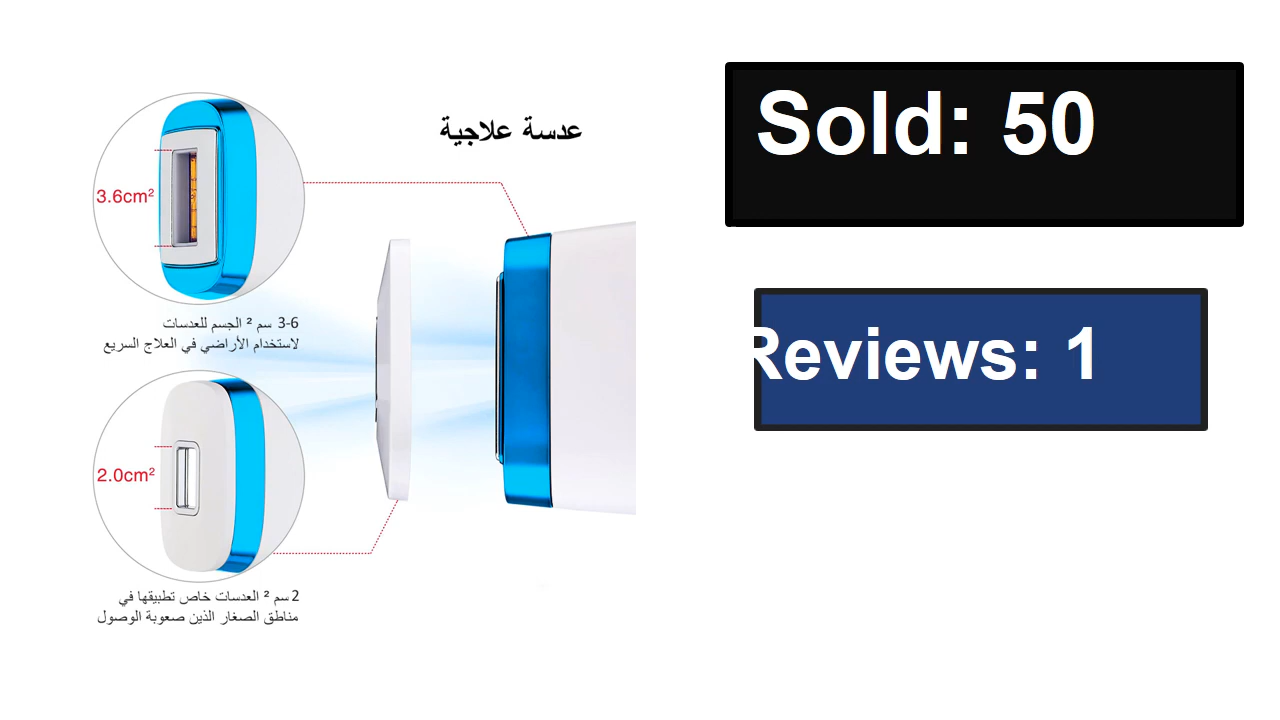 عدسة علاجية
3.6cm²
3-6 سم ² الجسم للعدسات
لاستخدام الأراضي في العلاج السريع
2.0cm²
2 سم ² العدسات خاص تطبيقها في
مناطق الصغار الذين صعوبة الوصول
Sold: 50
Reviews: 1